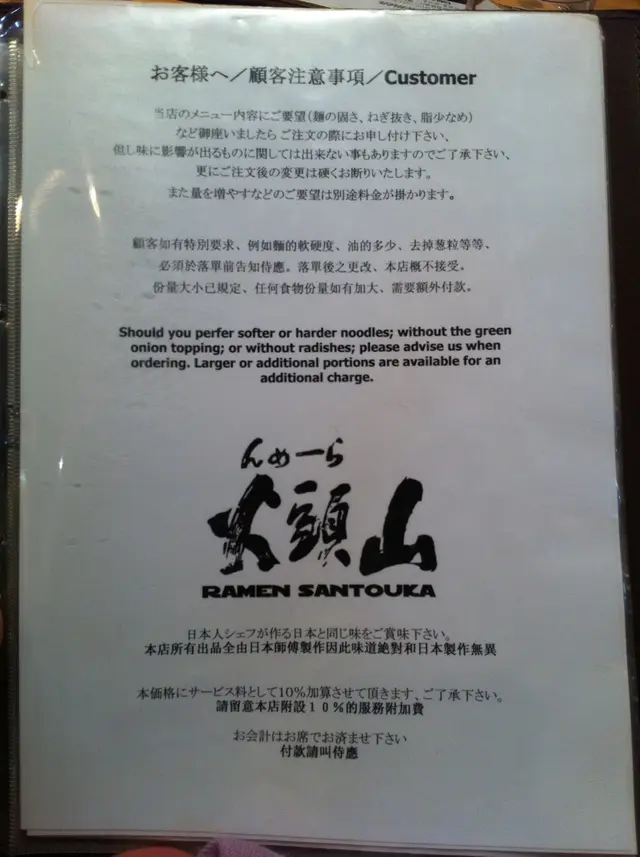 お客様へ／顧客注意事項／Customer
当店のメニュー内容にご要望(麺の固さ、ねぎ抜き、脂少なめ)
など御座いましたら ご注文の際にお申し付け下さい、
但し味に影響が出るものに関しては出来ない事もありますのでご了承下さい、
更にご注文後の変更は硬くお断りいたします。
また量を増やすなどのご要望は別途料金が掛かります。
顧客如有特別要求、例如麵的軟硬度、油的多少、去掉葱粒等等、
必須於落單前告知侍應。落單後之更改、本店概不接受。
份量大小已規定、任何食物份量如有加大、需要額外付款。
Should you perfer softer or harder noodles; without the green
onion topping; or without radishes; please advise us when
ordering. Larger or additional portions are available for an
additional charge.
んめーら
火頭山
RAMEN SANTOUKA
日本人シェフが作る日本と同じ味をご賞味下さい。
本店所有出品全由日本師傅製作因此味道絶對和日本製作無異
本価格にサービス料として10％加算させて頂きます、ご了承下さい。
請留意本店附設１０％的服務附加費
お会計はお席でお済ませ下さい
付款請叫侍應